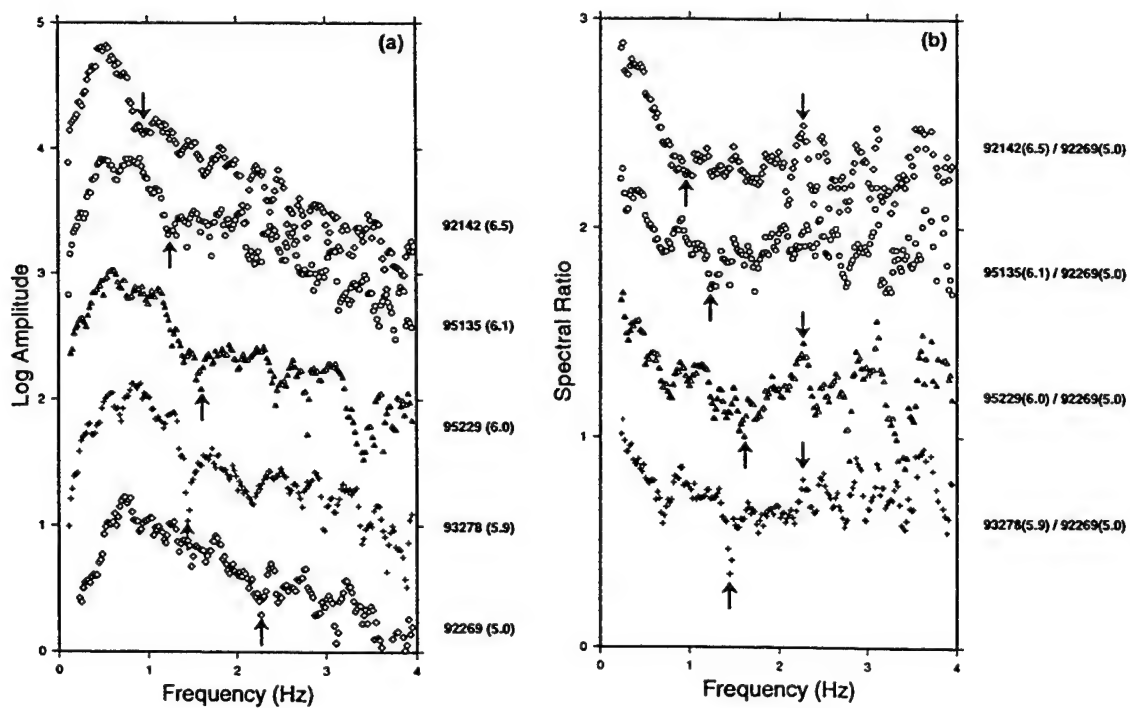 5
4
3
2
1
0
Log Amplitude
(a)
92142 (6.5)
95135 (6.1)
95229 (6.0)
93278 (5.9)
92269 (5.0)
0
1
2
3
4
Frequency (Hz)
3
2
1
0
Spectral Ratio
(b)
92142(6.5) / 92269(5.0)
95135(6.1) / 92269(5.0)
95229(6.0) / 92269(5.0)
93278(5.9) / 92269(5.0)
0
1
2
3
4
Frequency (Hz)